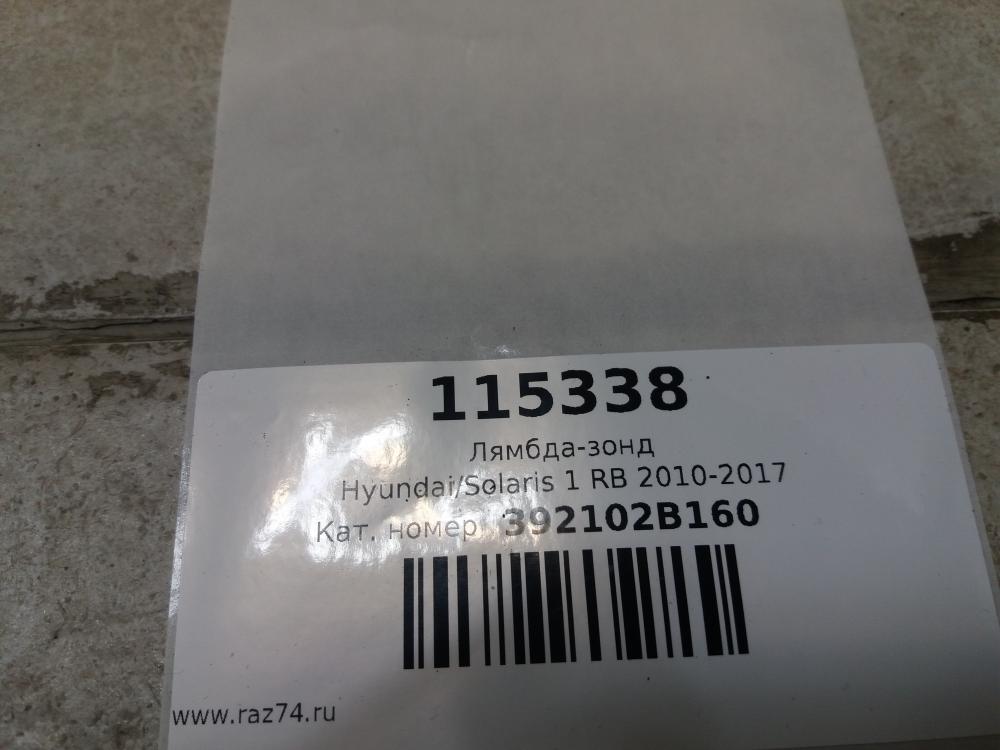 115338
Лямбда-зонд
Hyundai/Solaris 1 RB 2010-2017
Кат. номер 392102B160
www.raz74.ru